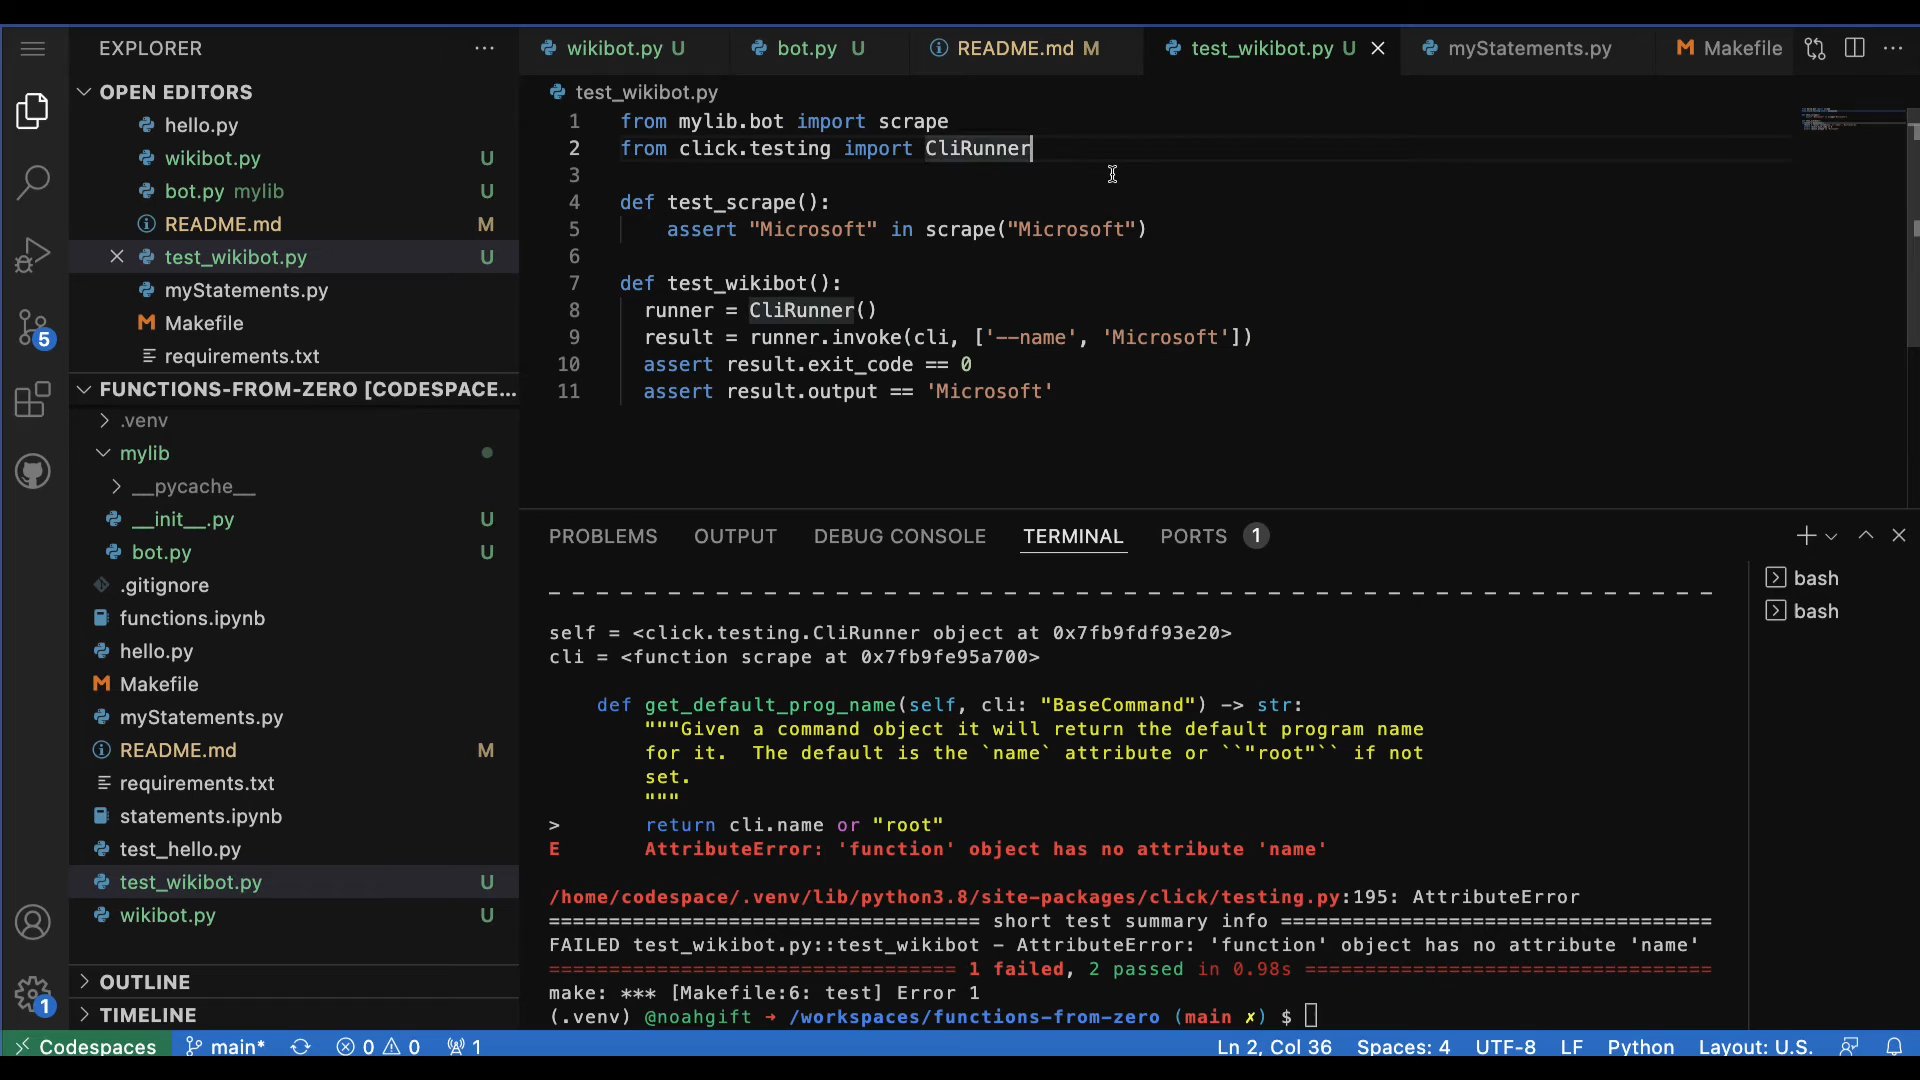 EXPLORER
OPEN EDITORS
hello.py
wikibot.py U
bot.py mylib U
README.md M
test_wikibot.py U
myStatements.py
Makefile
requirements.txt
FUNCTIONS-FROM-ZERO [CODESPACE...
.venv
mylib
__pycache__
__init__.py U
bot.py U
.gitignore
functions.ipynb
hello.py
Makefile
myStatements.py
README.md M
requirements.txt
statements.ipynb
test_hello.py
test_wikibot.py U
wikibot.py U
OUTLINE
TIMELINE
5
1
wikibot.py U bot.py U README.md M test_wikibot.py U myStatements.py Makefile
test_wikibot.py
1 from mylib.bot import scrape
2 from click.testing import CliRunner
3
4 def test_scrape():
5 assert "Microsoft" in scrape("Microsoft")
6
7 def test_wikibot():
8 runner = CliRunner()
9 result = runner.invoke(cli, ['--name', 'Microsoft'])
10 assert result.exit_code == 0
11 assert result.output == 'Microsoft'
PROBLEMS OUTPUT DEBUG CONSOLE TERMINAL PORTS 1
bash
bash
_ _ _ _ _ _ _ _ _ _ _ _ _ _ _ _ _ _ _ _ _ _ _ _ _ _ _ _ _ _ _ _ _ _ _ _ _ _ _ _ _ _ _ _ _ _ _ _ _
self = <click.testing.CliRunner object at 0x7fb9fdf93e20>
cli = <function scrape at 0x7fb9fe95a700>
def get_default_prog_name(self, cli: "BaseCommand") -> str:
"""Given a command object it will return the default program name
for it.  The default is the `name` attribute or ``"root"`` if not
set.
"""
> return cli.name or "root"
E AttributeError: 'function' object has no attribute 'name'
/home/codespace/.venv/lib/python3.8/site-packages/click/testing.py:195: AttributeError
==================================== short test summary info ====================================
FAILED test_wikibot.py::test_wikibot - AttributeError: 'function' object has no attribute 'name'
================================== 1 failed, 2 passed in 0.98s ==================================
make: *** [Makefile:6: test] Error 1
(.venv) @noahgift → /workspaces/functions-from-zero (main ✗) $
Codespaces main* 0 0 1 Ln 2, Col 36 Spaces: 4 UTF-8 LF Python Layout: U.S.